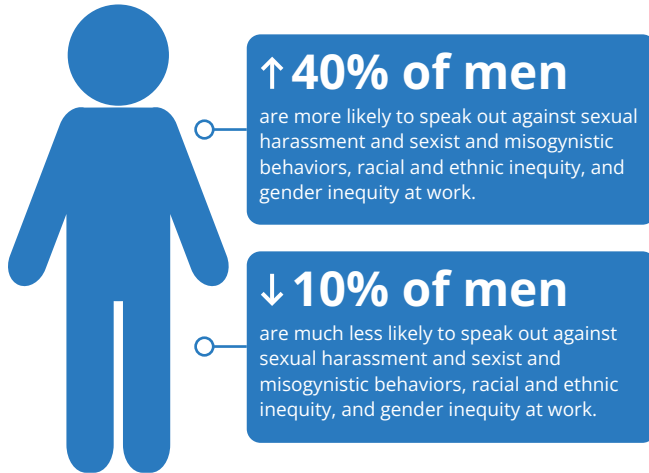 ↑ 40% of men
are more likely to speak out against sexual
harassment and sexist and misogynistic
behaviors, racial and ethnic inequity, and
gender inequity at work.
↓ 10% of men
are much less likely to speak out against
sexual harassment and sexist and
misogynistic behaviors, racial and ethnic
inequity, and gender inequity at work.